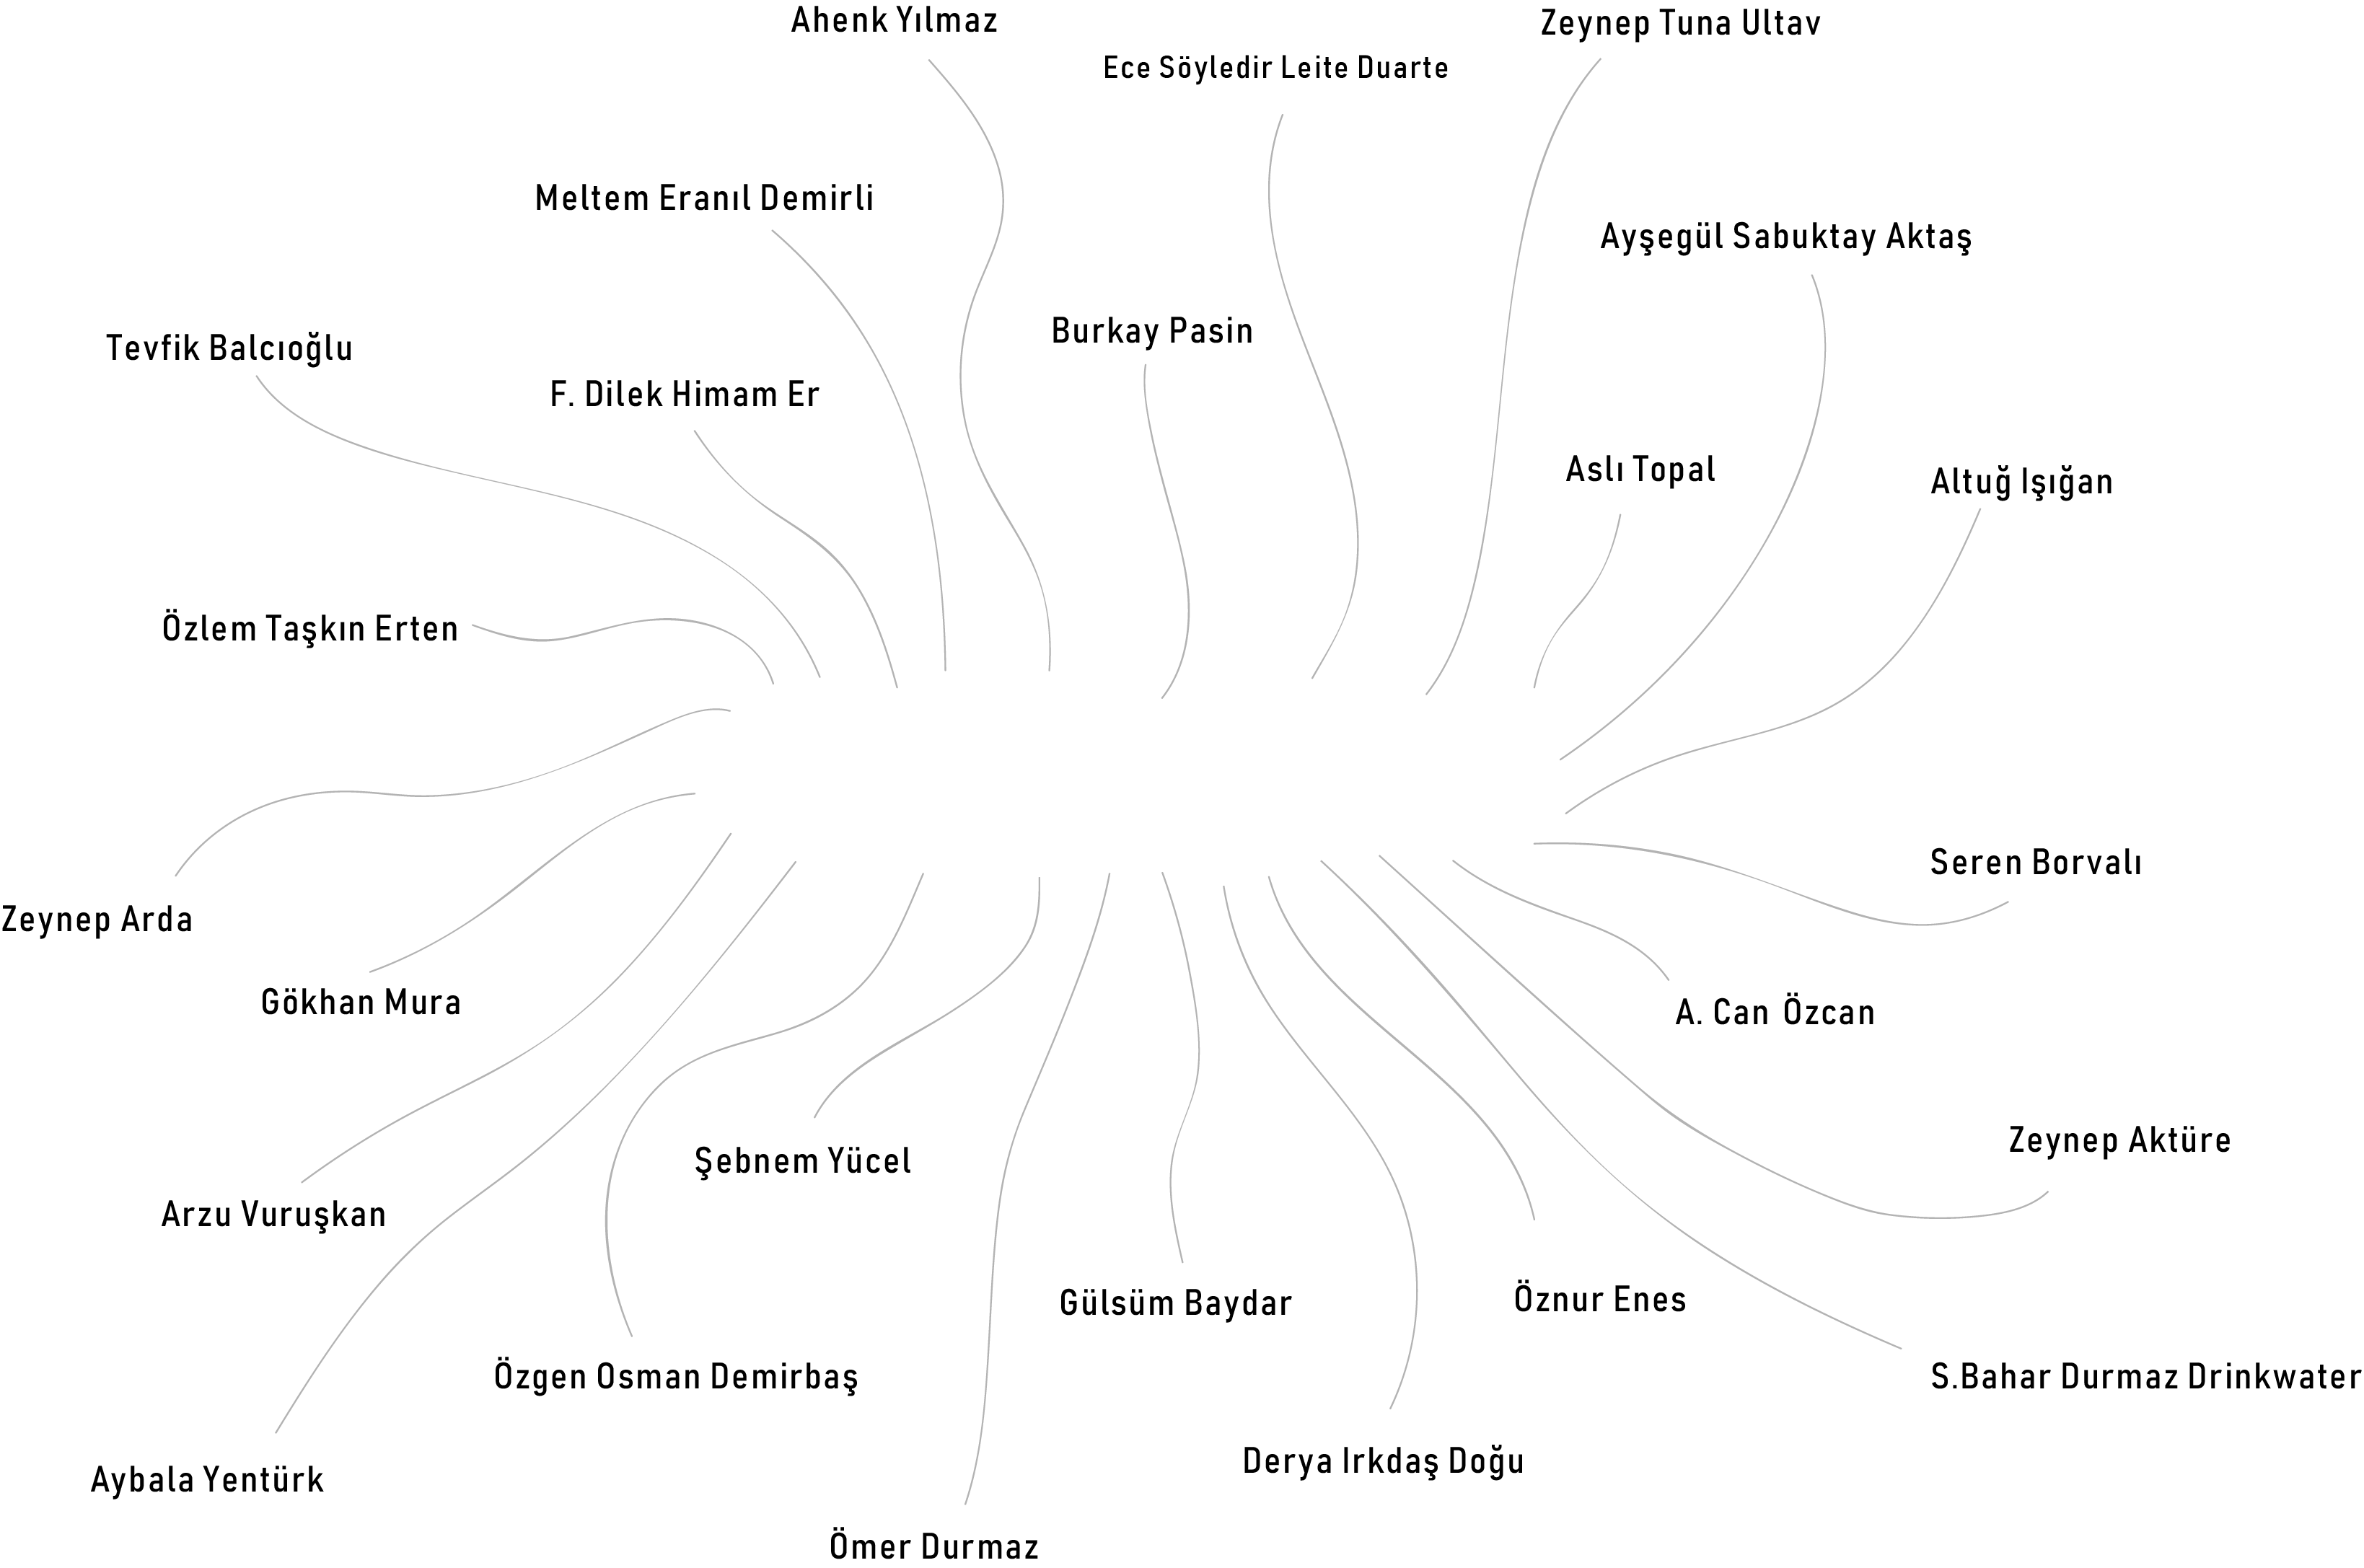 Ahenk Yılmaz
Zeynep Tuna Ultav
Ece Söyledir Leite Duarte
Meltem Eranıl Demirli
Ayşegül Sabuktay Aktaş
Burkay Pasin
Tevfik Balcıoğlu
F. Dilek Himam Er
Aslı Topal
Altuğ Işığan
Özlem Taşkın Erten
Seren Borvalı
Zeynep Arda
Gökhan Mura
A. Can Özcan
Zeynep Aktüre
Şebnem Yücel
Arzu Vuruşkan
Öznur Enes
Gülsüm Baydar
Özgen Osman Demirbaş
S.Bahar Durmaz Drinkwater
Derya Irkdaş Doğu
Aybala Yentürk
Ömer Durmaz